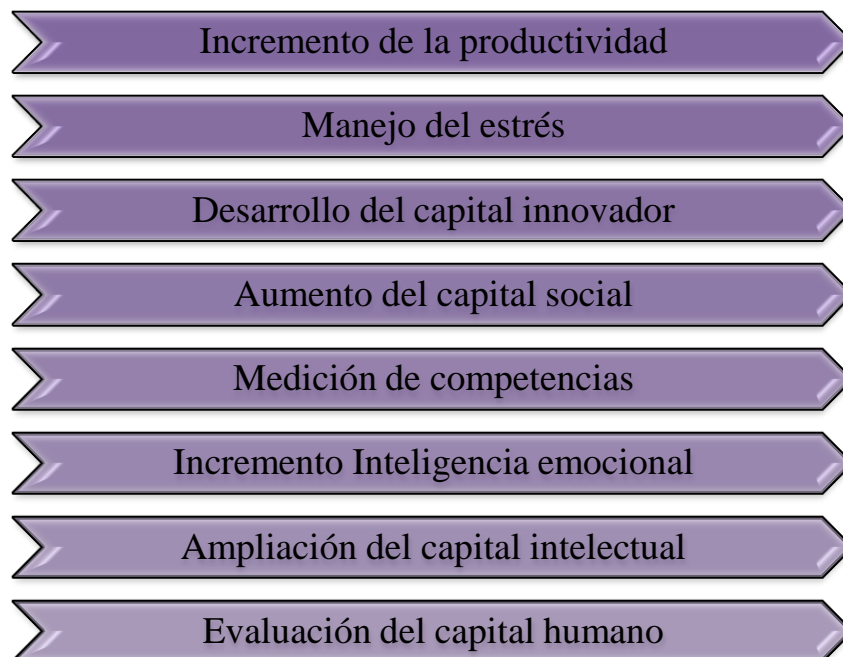 Incremento de la productividad
Manejo del estrés
Desarrollo del capital innovador
Aumento del capital social
Medición de competencias
Incremento Inteligencia emocional
Ampliación del capital intelectual
Evaluación del capital humano